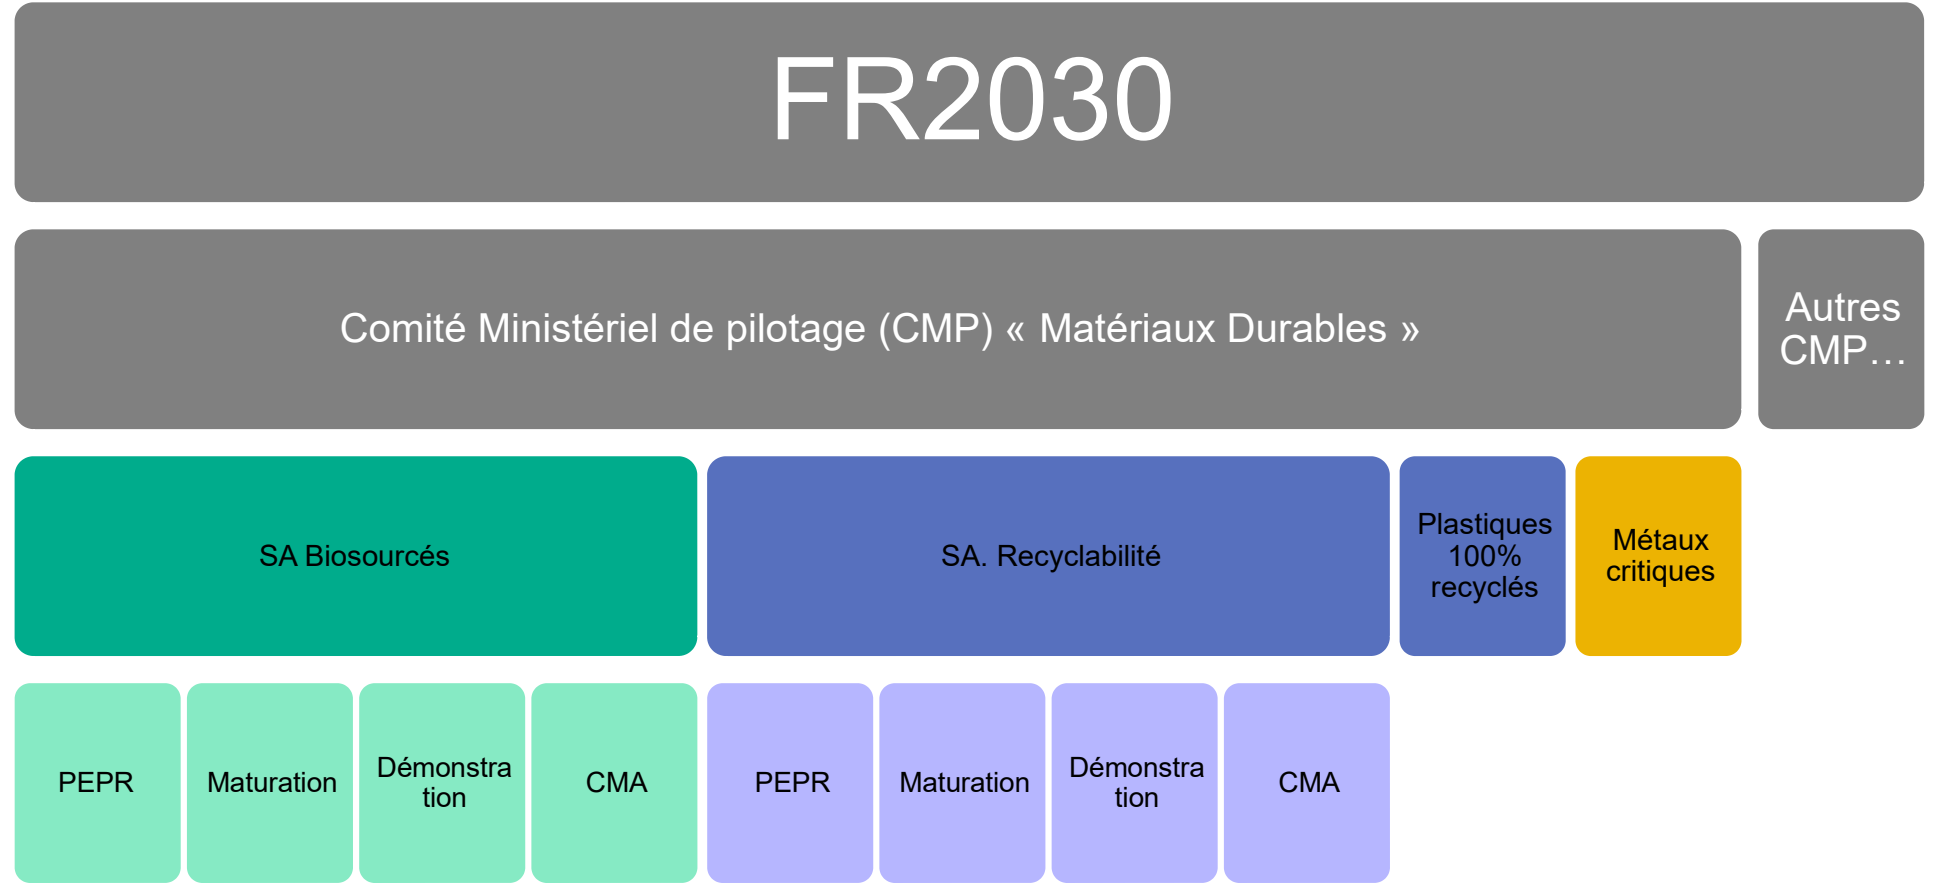 FR2030
Comité Ministériel de pilotage (CMP) « Matériaux Durables »
Autres
CMP…
SA Biosourcés
SA. Recyclabilité
Plastiques
100%
recyclés
Métaux
critiques
PEPR
Maturation
Démonstra
tion
CMA
PEPR
Maturation
Démonstra
tion
CMA